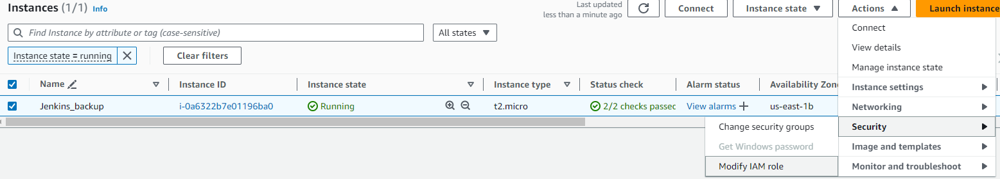 Instances (1/1) Info
Last updated
less than a minute ago
Connect
Instance state
Actions
Launch instance
Find Instance by attribute or tag (case-sensitive)
All states
Instance state = running
Clear filters
Name
Instance ID
Instance state
Instance type
Status check
Alarm status
Availability Zone
Jenkins_backup
i-0a6322b7e01196ba0
Running
t2.micro
2/2 checks passec
View alarms
us-east-1b
Connect
View details
Manage instance state
Instance settings
Networking
Security
Image and templates
Monitor and troubleshoot
Change security groups
Get Windows password
Modify IAM role